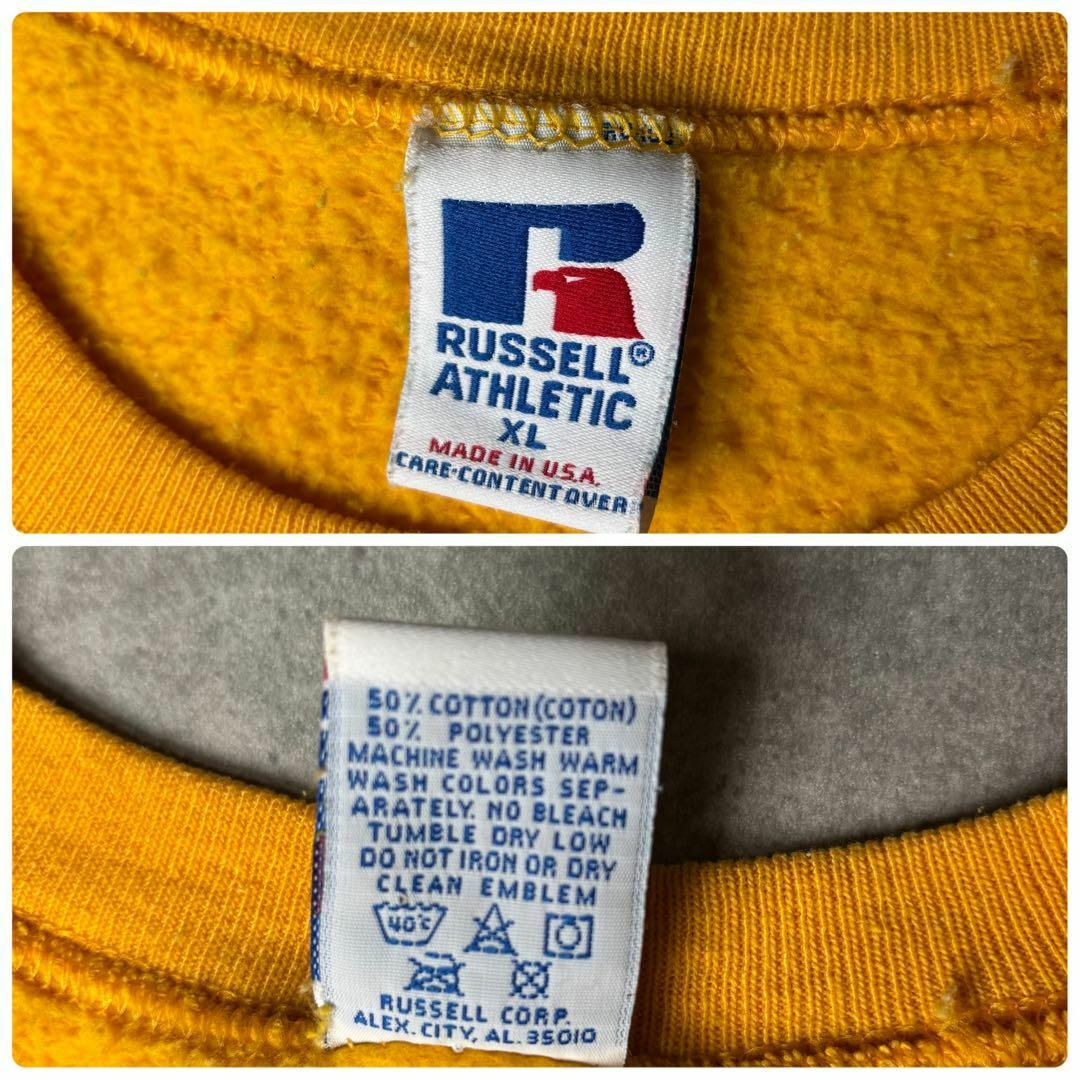 RUSSELL®
ATHLETIC
XL
MADE IN U.S.A.
CARE·CONTENT OVER
50% COTTON (COTON)
50% POLYESTER
MACHINE WASH WARM
WASH COLORS SEP-
ARATELY. NO BLEACH
TUMBLE DRY LOW
DO NOT IRON OR DRY
CLEAN EMBLEM
40°C
RUSSELL CORP.
ALEX. CITY, AL. 35010